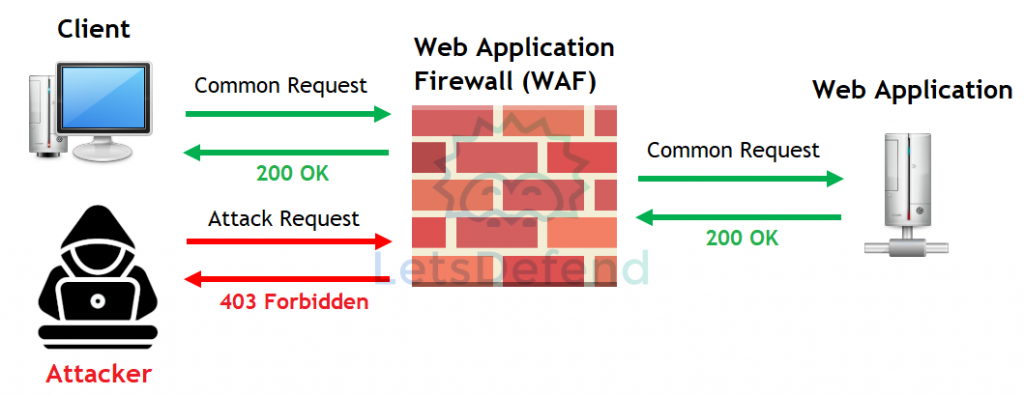 Client
Web Application
Firewall (WAF)
Web Application
Common Request
200 OK
Common Request
200 OK
Attack Request
403 Forbidden
LetsDefend
Attacker